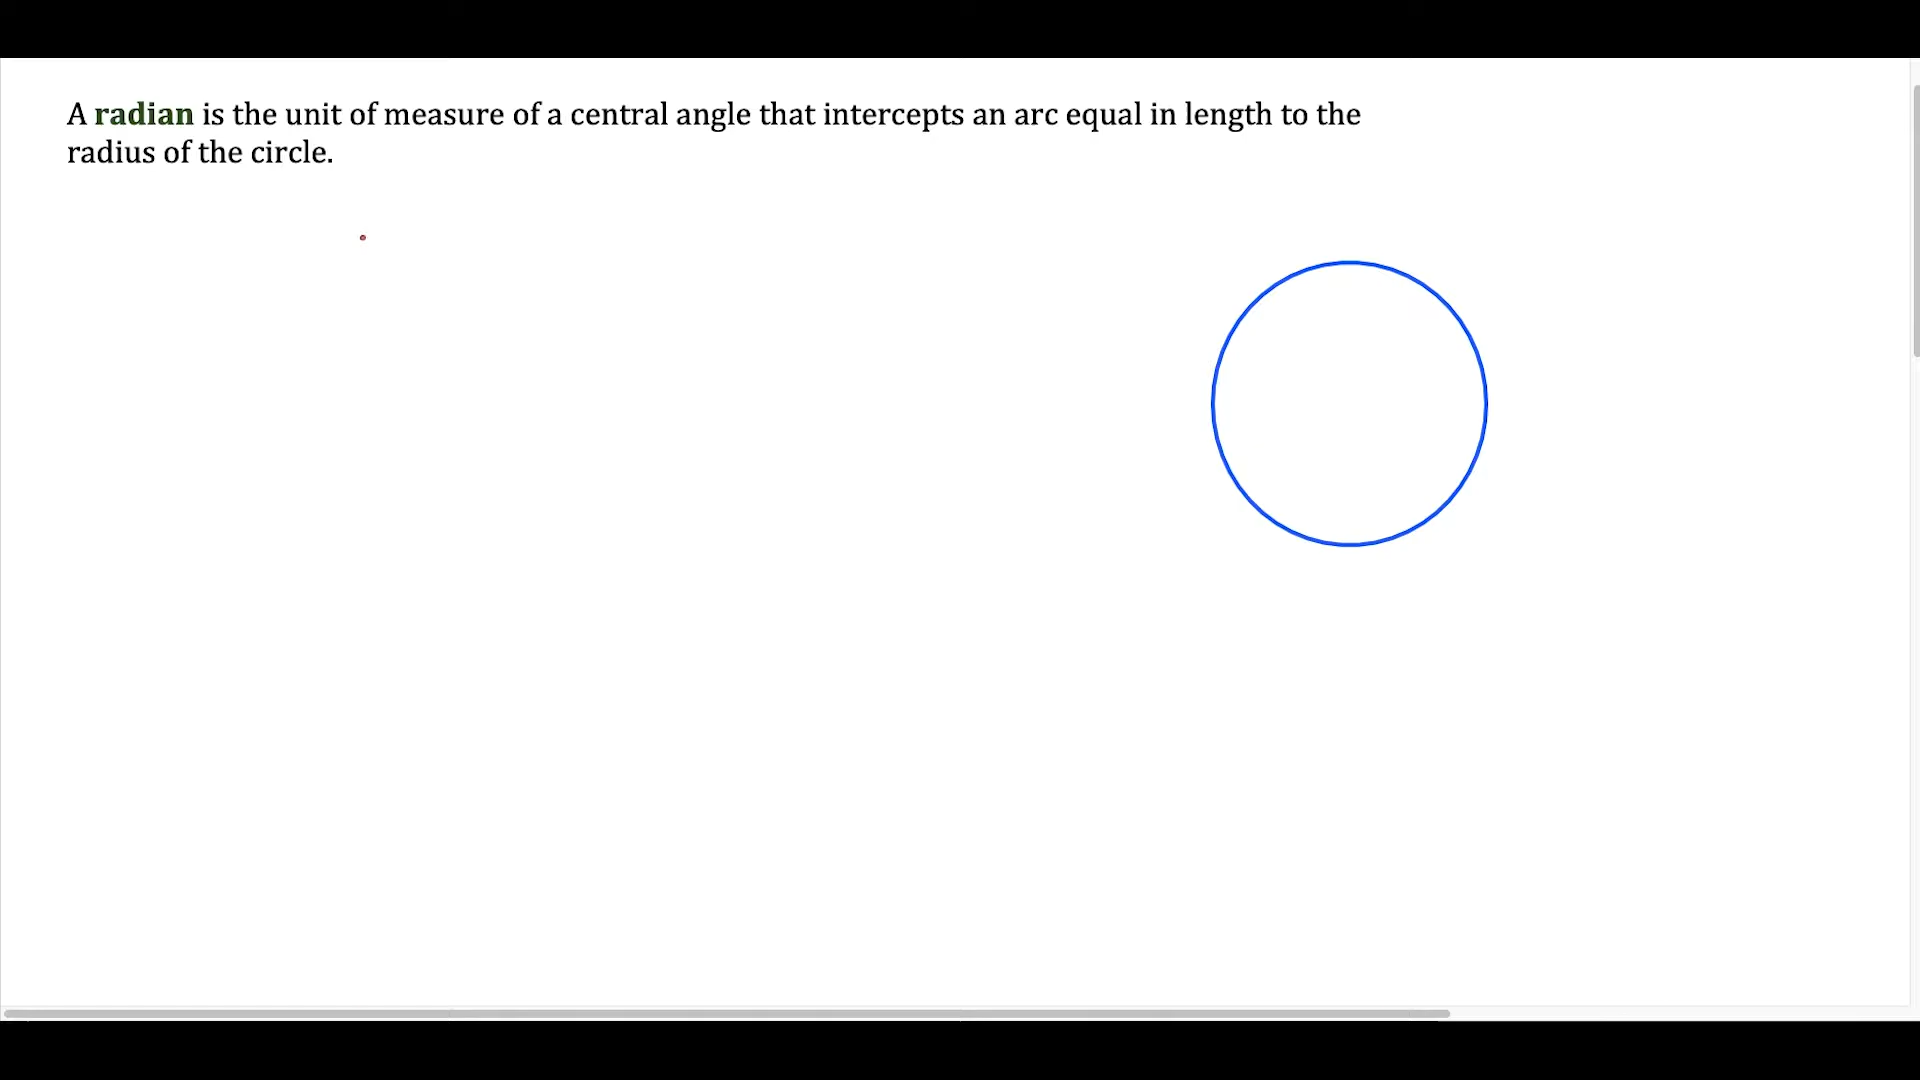 A radian is the unit of measure of a central angle that intercepts an arc equal in length to the
radius of the circle.